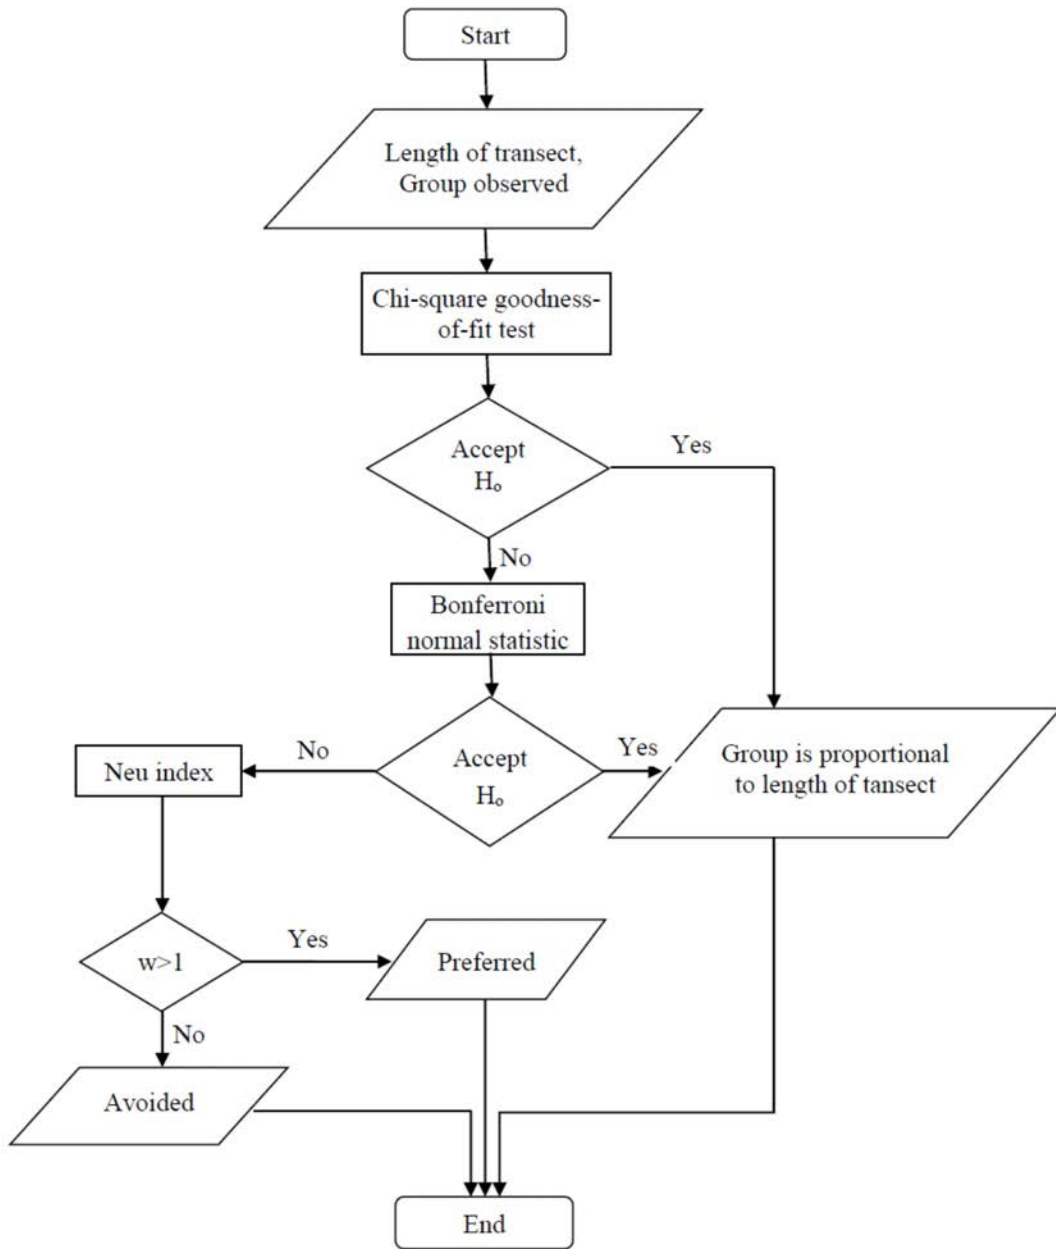 Start
Length of transect,
Group observed
Chi-square goodness-
of-fit test
Accept
Hₒ
Yes
No
Bonferroni
normal statistic
Accept
Hₒ
No
Yes
Neu index
Group is proportional
to length of tansect
w>1
Yes
Preferred
No
Avoided
End